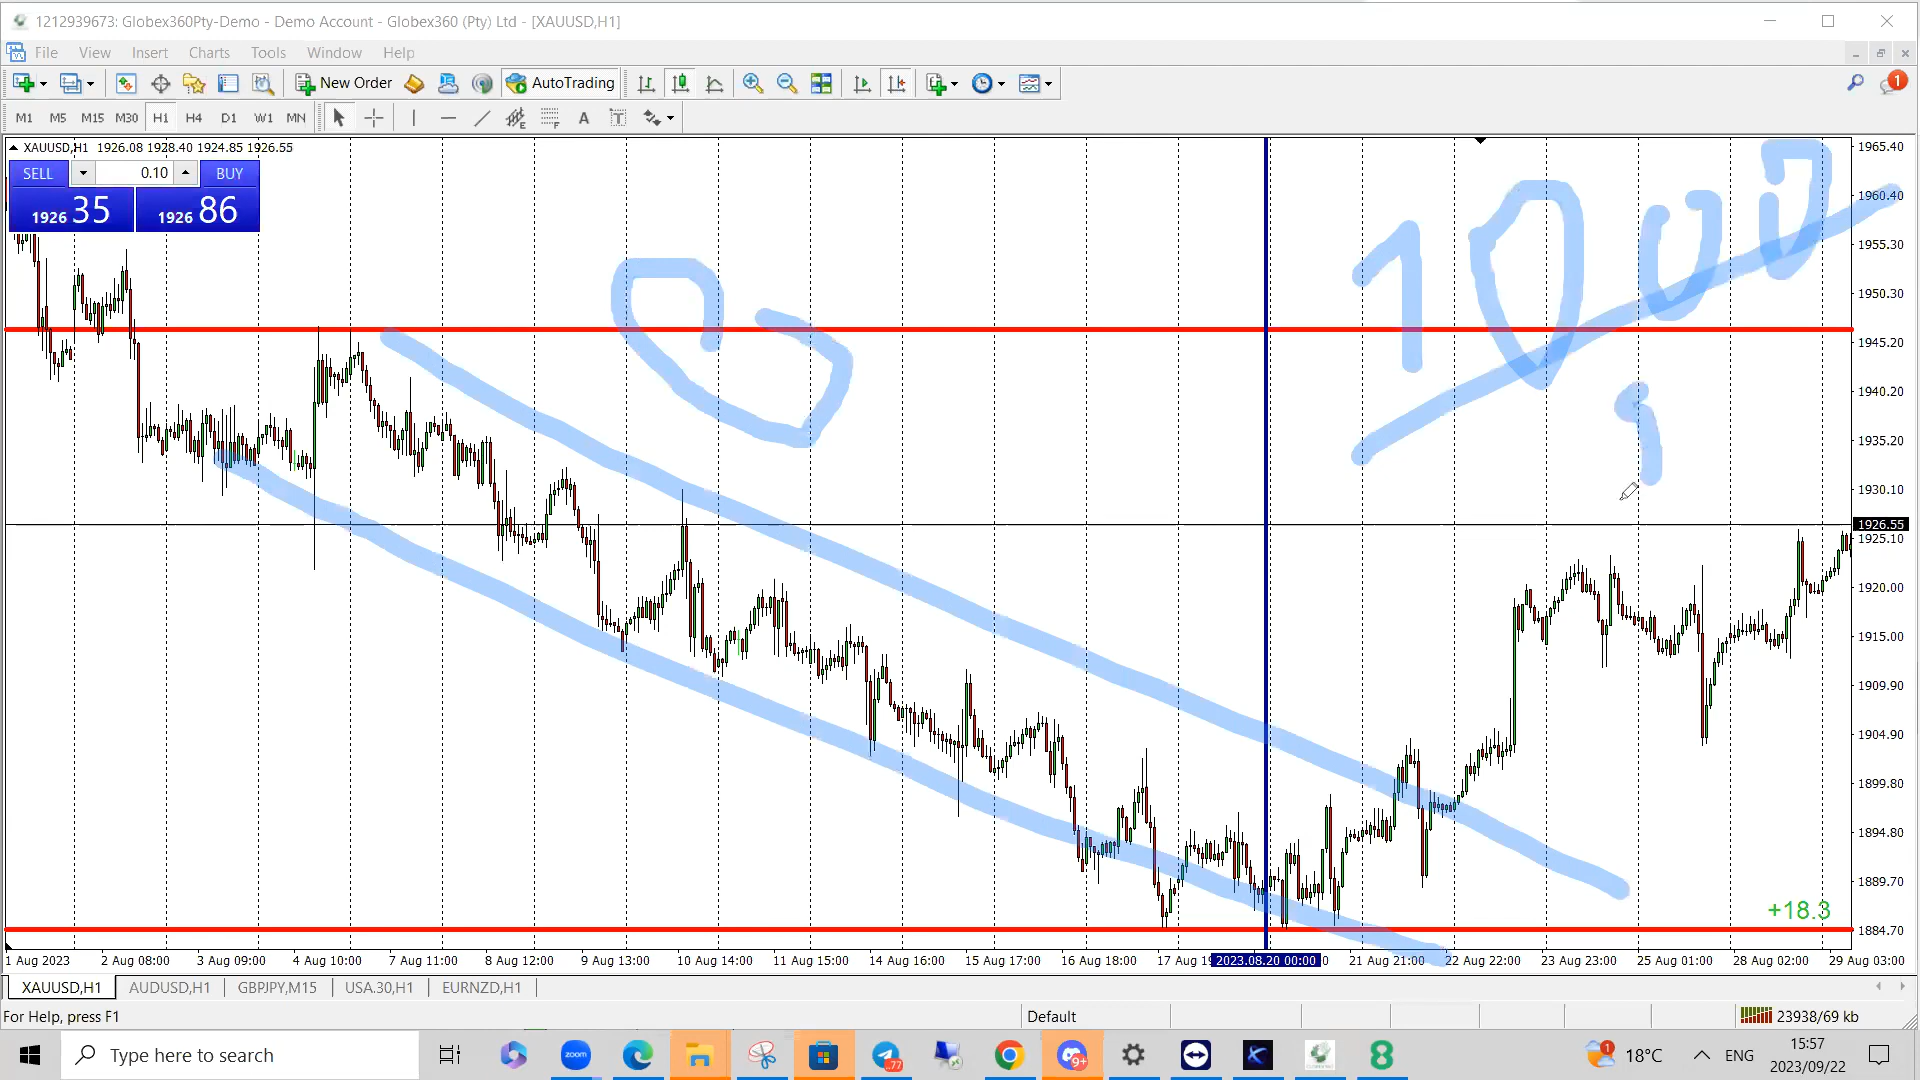 1212939673: Globex360Pty-Demo - Demo Account - Globex360 (Pty) Ltd - [XAUUSD,H1]
File View Insert Charts Tools Window Help
New Order AutoTrading 1
M1 M5 M15 M30 H1 H4 D1 W1 MN A T
XAUUSD,H1 1926.08 1928.40 1924.85 1926.55
SELL 0.10 BUY
1926 35 1926 86
1000
1965.40
1960.40
1955.30
1950.30
1945.20
1940.20
1935.20
1930.10
1926.55
1925.10
1920.00
1915.00
1909.90
1904.90
1899.80
1894.80
1889.70
+18.3
1884.70
1 Aug 2023 2 Aug 08:00 3 Aug 09:00 4 Aug 10:00 7 Aug 11:00 8 Aug 12:00 9 Aug 13:00 10 Aug 14:00 11 Aug 15:00 14 Aug 16:00 15 Aug 17:00 16 Aug 18:00 17 Aug 2023.08.20 00:00 21 Aug 21:00 22 Aug 22:00 23 Aug 23:00 25 Aug 01:00 28 Aug 02:00 29 Aug 03:00
XAUUSD,H1 AUDUSD,H1 GBPJPY,M15 USA.30,H1 EURNZD,H1
For Help, press F1 Default 23938/69 kb
Type here to search zoom 77 9+ 1 18°C ENG 15:57
2023/09/22